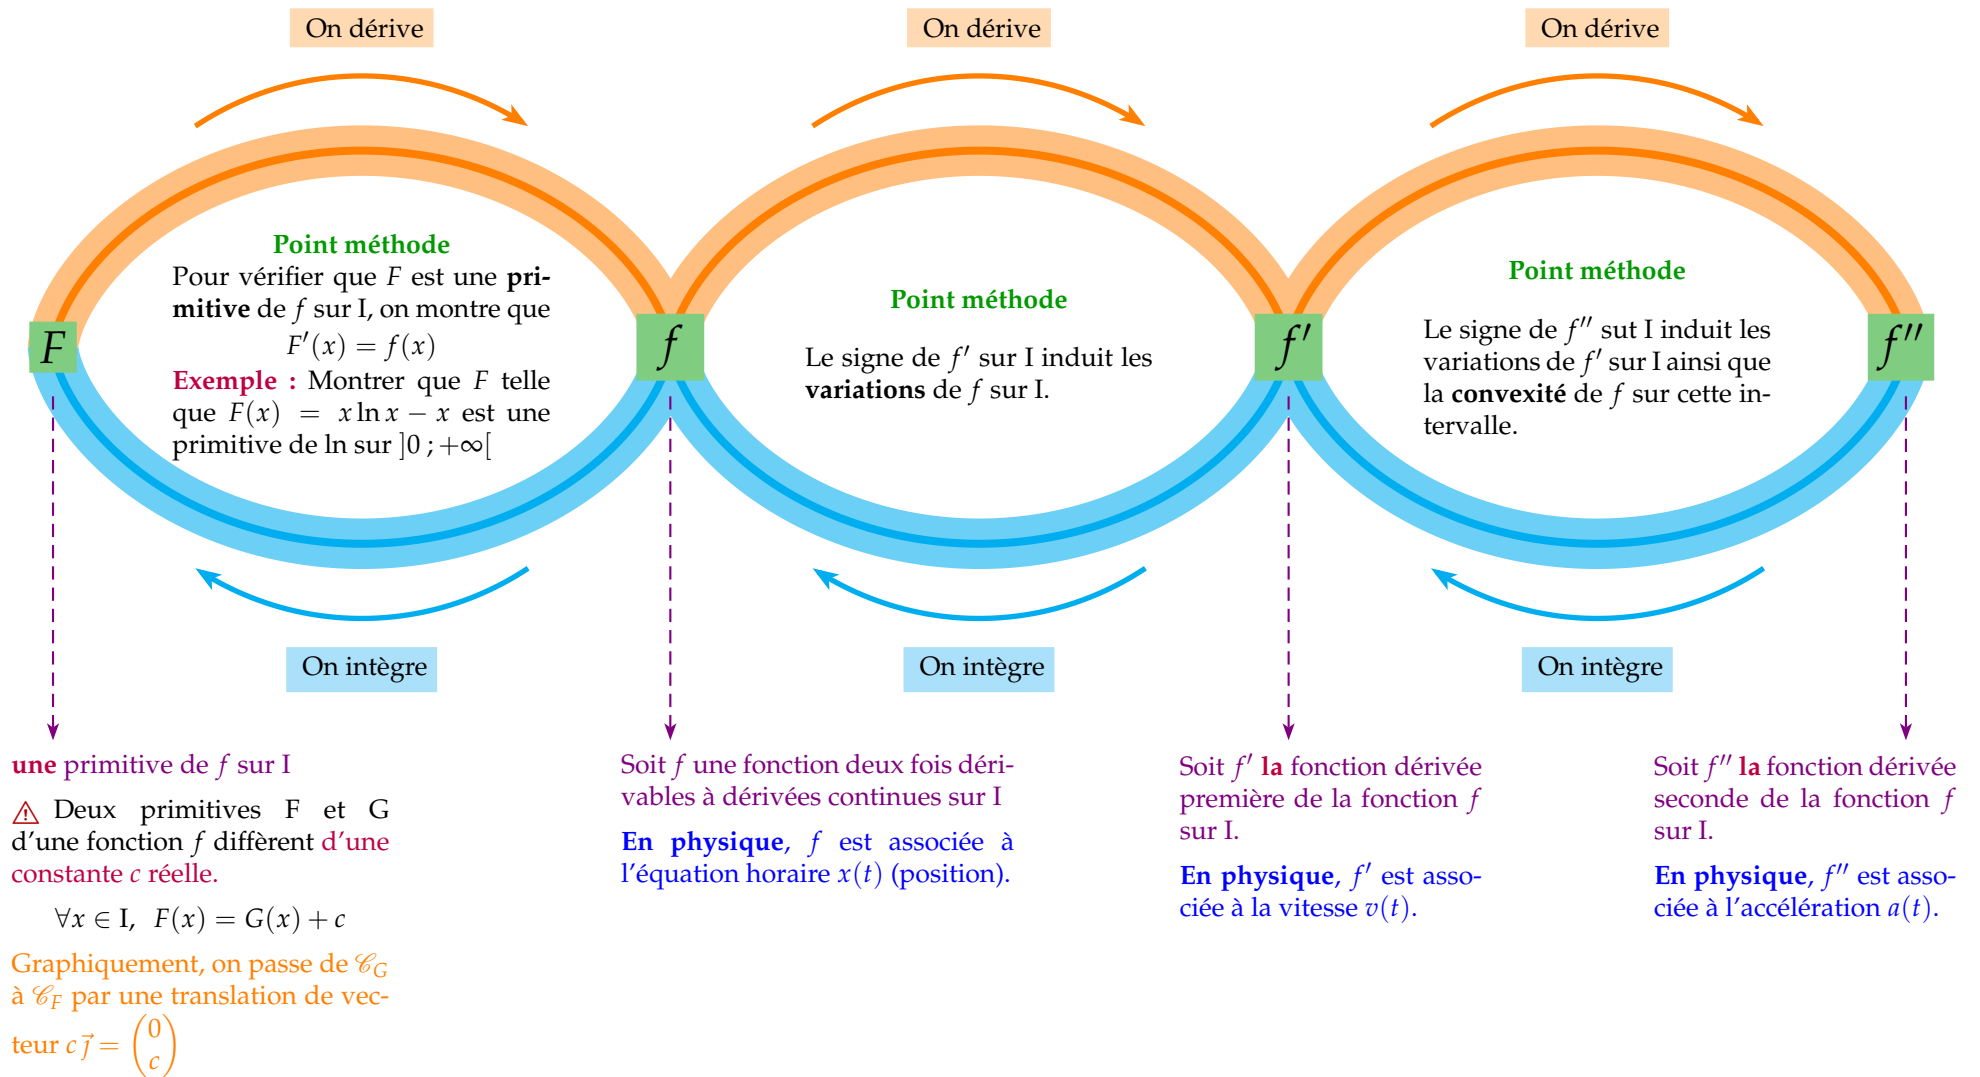 On dérive
On dérive
On dérive
Point méthode
Pour vérifier que F est une pri-
mitive de f sur I, on montre que
F′(x) = f(x)
Exemple : Montrer que F telle
que F(x) = x ln x − x est une
primitive de ln sur ]0 ; +∞[
Point méthode
Le signe de f′ sur I induit les
variations de f sur I.
Point méthode
Le signe de f′′ sut I induit les
variations de f′ sur I ainsi que
la convexité de f sur cette in-
tervalle.
F
f
f′
f′′
On intègre
On intègre
On intègre
une primitive de f sur I
⚠ Deux primitives F et G
d'une fonction f diffèrent d'une
constante c réelle.
∀x ∈ I, F(x) = G(x) + c
Graphiquement, on passe de 𝒞_G
à 𝒞_F par une translation de vec-
teur c j⃗ = (0
c)
Soit f une fonction deux fois déri-
vables à dérivées continues sur I
En physique, f est associée à
l'équation horaire x(t) (position).
Soit f′ la fonction dérivée
première de la fonction f
sur I.
En physique, f′ est asso-
ciée à la vitesse v(t).
Soit f′′ la fonction dérivée
seconde de la fonction f
sur I.
En physique, f′′ est asso-
ciée à l'accélération a(t).